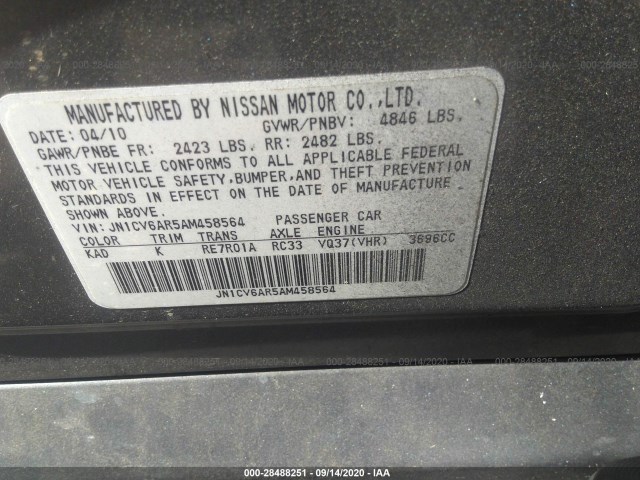 MANUFACTURED BY NISSAN MOTOR CO.,LTD.
DATE: 04/10 GVWR/PNBV: 4846 LBS.
GAWR/PNBE FR: 2423 LBS. RR: 2482 LBS.
THIS VEHICLE CONFORMS TO ALL APPLICABLE FEDERAL
MOTOR VEHICLE SAFETY,BUMPER,AND THEFT PREVENTION
STANDARDS IN EFFECT ON THE DATE OF MANUFACTURE
SHOWN ABOVE.
VIN: JN1CV6AR5AM458564 PASSENGER CAR
COLOR TRIM TRANS AXLE ENGINE
KAD K RE7R01A RC33 VQ37(VHR) 3696CC
JN1CV6AR5AM458564
000-28488251 - 09/14/2020 - IAA